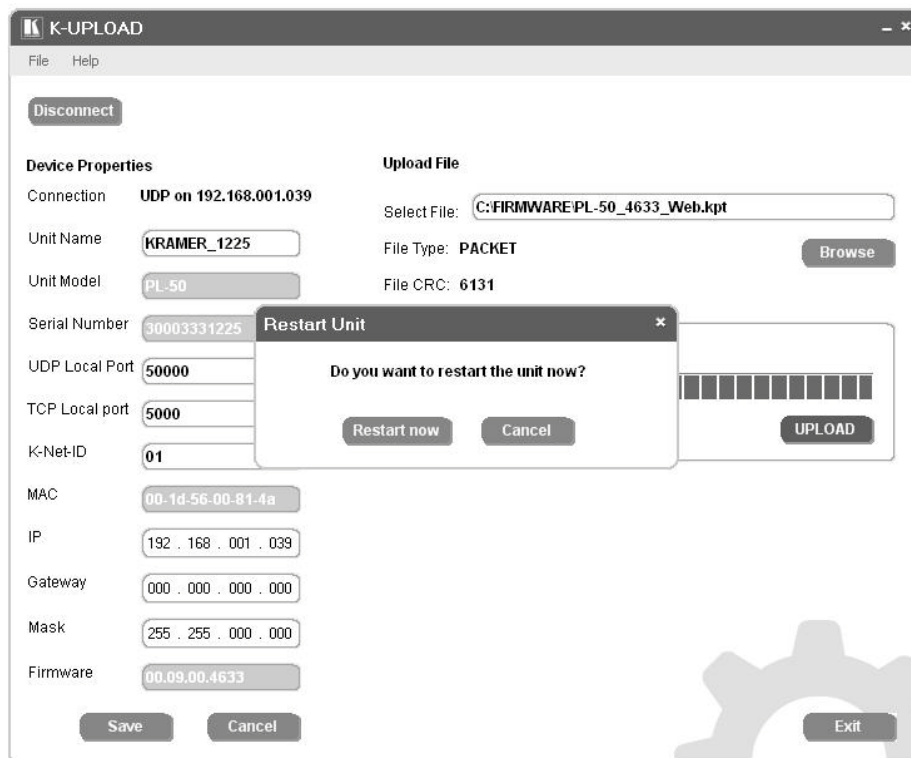 K-UPLOAD
File Help
Disconnect
Device Properties
Connection UDP on 192.168.001.039
Unit Name KRAMER_1225
Unit Model PL-50
Serial Number 30003331225
UDP Local Port 50000
TCP Local port 5000
K-Net-ID 01
MAC 00-1d-56-00-81-4a
IP 192 . 168 . 001 . 039
Gateway 000 . 000 . 000 . 000
Mask 255 . 255 . 000 . 000
Firmware 00.09.00.4633
Save Cancel
Upload File
Select File: C:\FIRMWARE\PL-50_4633_Web.kpt
File Type: PACKET
Browse
File CRC: 6131
UPLOAD
Restart Unit
Do you want to restart the unit now?
Restart now Cancel
Exit